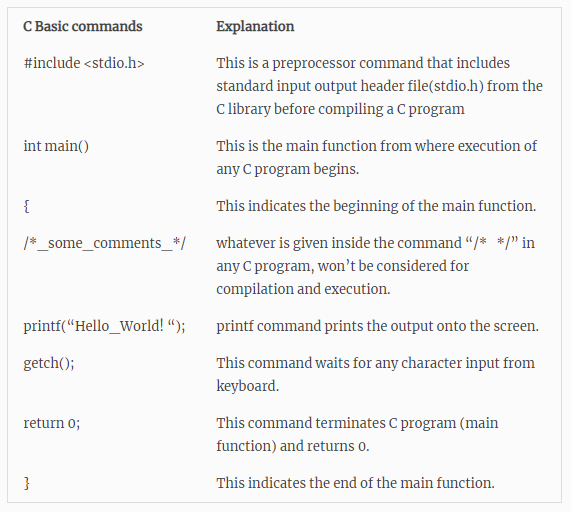 C Basic commands Explanation
#include <stdio.h> This is a preprocessor command that includes
standard input output header file(stdio.h) from the
C library before compiling a C program
int main() This is the main function from where execution of
any C program begins.
{ This indicates the beginning of the main function.
/*_some_comments_*/ whatever is given inside the command “/*   */” in
any C program, won’t be considered for
compilation and execution.
printf(“Hello_World! “); printf command prints the output onto the screen.
getch(); This command waits for any character input from
keyboard.
return 0; This command terminates C program (main
function) and returns 0.
} This indicates the end of the main function.